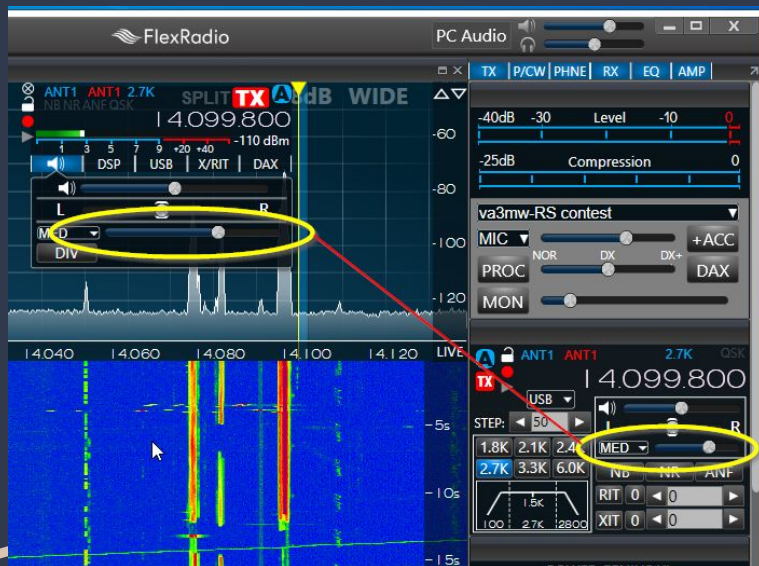 FlexRadio
PC Audio
X
ANT1 ANT1 2.7K
NB NR ANF QSK
SPLIT TX A dB WIDE
14.099.800
-110 dBm
1 3 5 7 9 +20 +40
DSP USB X/RIT DAX
L R
MED
DIV
-60
-80
-100
-120
14.040 14.060 14.080 14.100 14.120 LIVE
-5s
-10s
-15s
TX P/CW PHNE RX EQ AMP
-40dB -30 Level -10 0
-25dB Compression 0
va3mw-RS contest
MIC +ACC
NOR DX DX+
PROC DAX
MON
A ANT1 ANT1 2.7K QSK
TX 14.099.800
USB
L R
STEP: 50
1.8K 2.1K 2.4K MED
2.7K 3.3K 6.0K NB NR ANF
1.5K
100 2.7K 2800
RIT 0 0
XIT 0 0